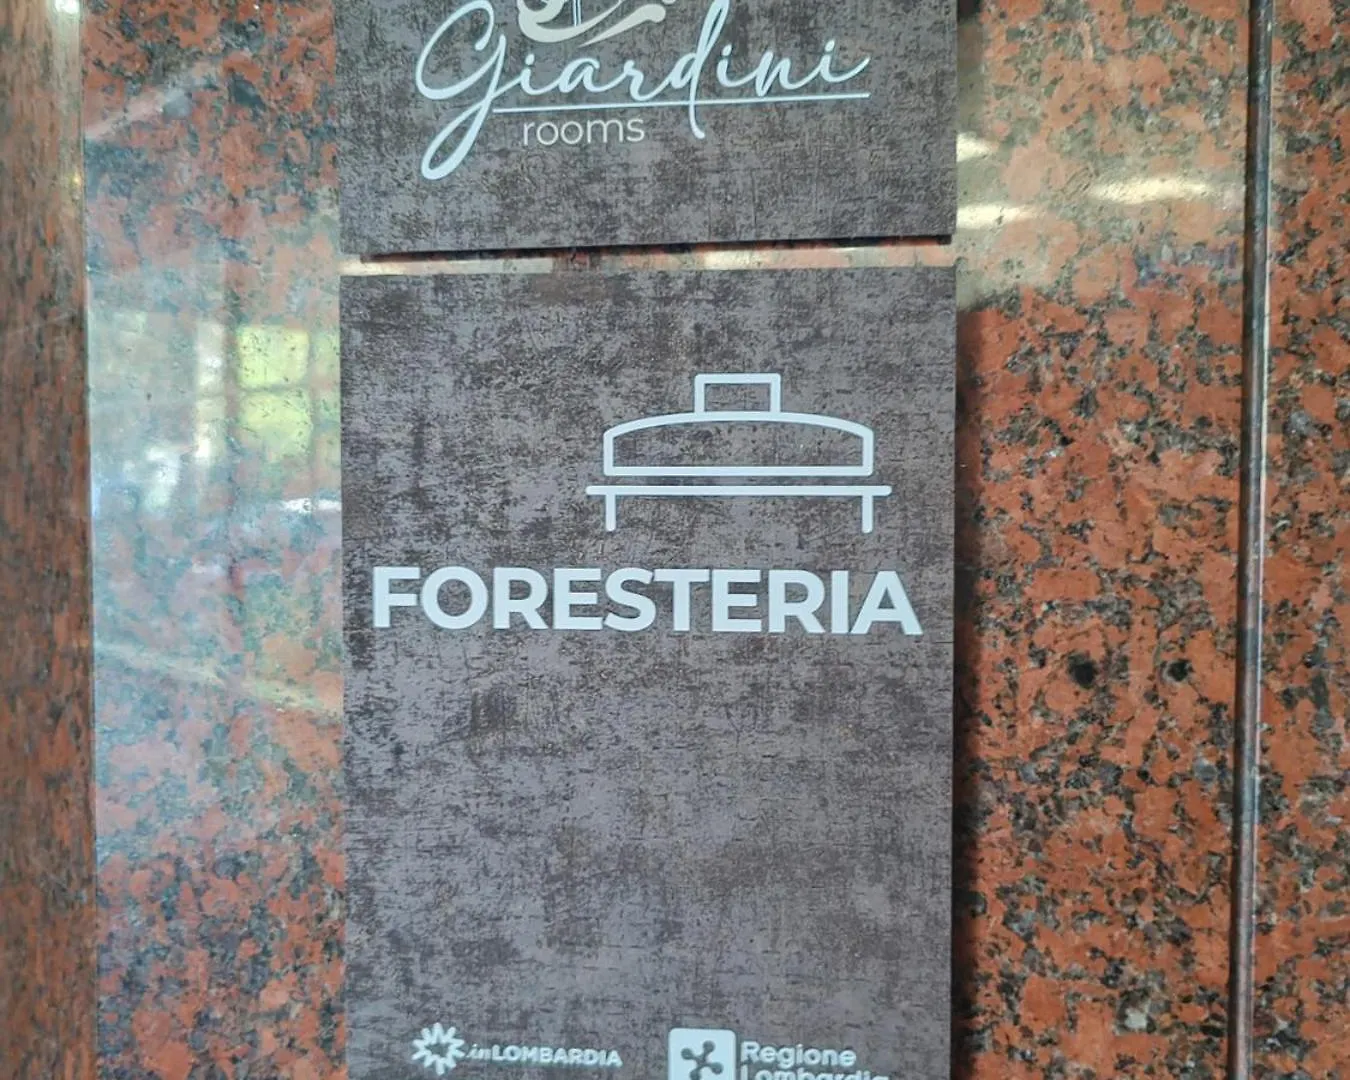 Giardini
rooms
FORESTERIA
inLOMBARDIA
Regione
Lombardia